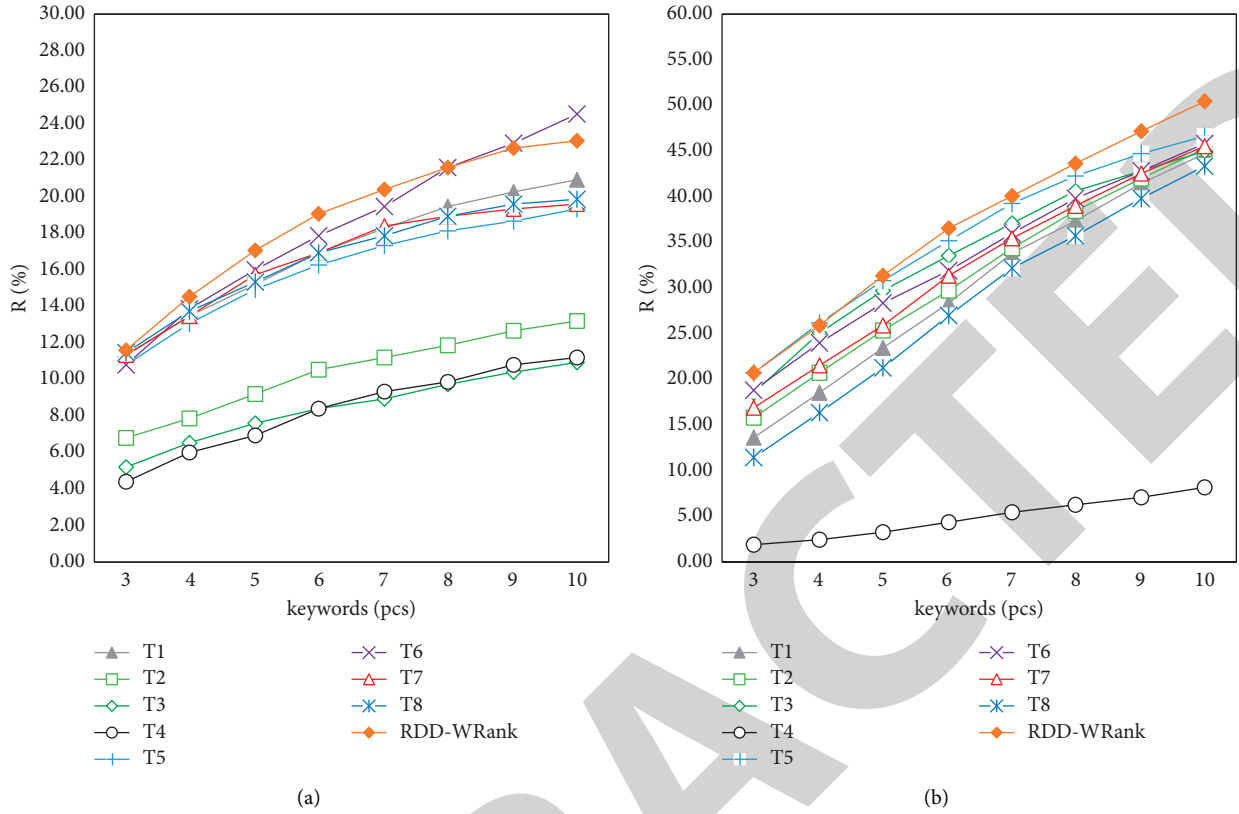 30.00
28.00
26.00
24.00
22.00
20.00
18.00
16.00
14.00
12.00
10.00
8.00
6.00
4.00
2.00
0.00
R (%)
3 4 5 6 7 8 9 10
keywords (pcs)
T1
T2
T3
T4
T5
T6
T7
T8
RDD-WRank
(a)
60.00
55.00
50.00
45.00
40.00
35.00
30.00
25.00
20.00
15.00
10.00
5.00
0.00
R (%)
3 4 5 6 7 8 9 10
keywords (pcs)
T1
T2
T3
T4
T5
T6
T7
T8
RDD-WRank
(b)